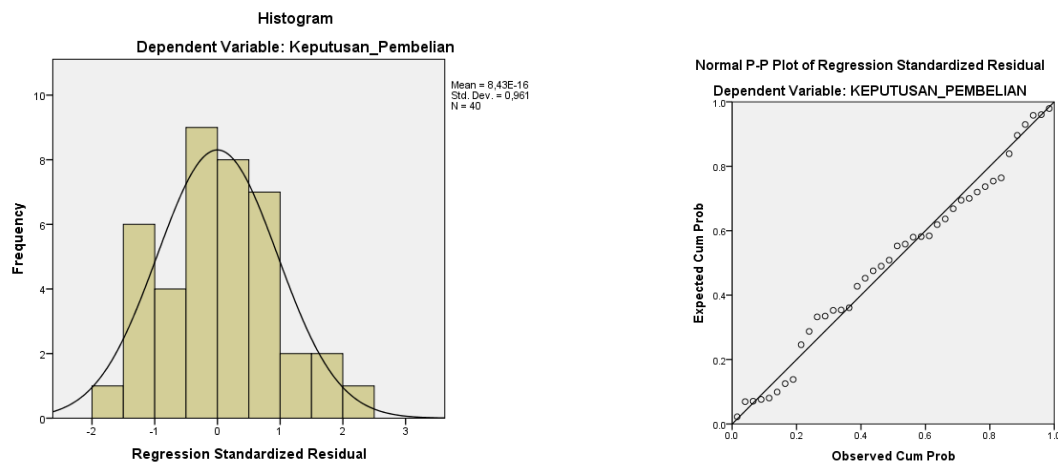 Histogram
Dependent Variable: Keputusan_Pembelian
Mean = 8,43E-16
Std. Dev. = 0,961
N = 40
Frequency
10
8
6
4
2
0
-2 -1 0 1 2 3
Regression Standardized Residual
Normal P-P Plot of Regression Standardized Residual
Dependent Variable: KEPUTUSAN_PEMBELIAN
Expected Cum Prob
1.0
0.8
0.6
0.4
0.2
0.0
0.0 0.2 0.4 0.6 0.8 1.0
Observed Cum Prob